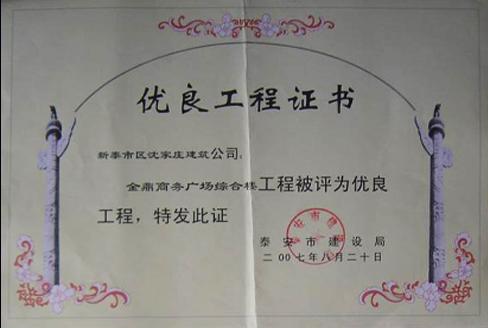 优良工程证书
新泰市区沈家庄建筑公司:
金鼎商务广场综合楼工程被评为优良
工程，特发此证
泰安市建设局
二00七年八月二十日